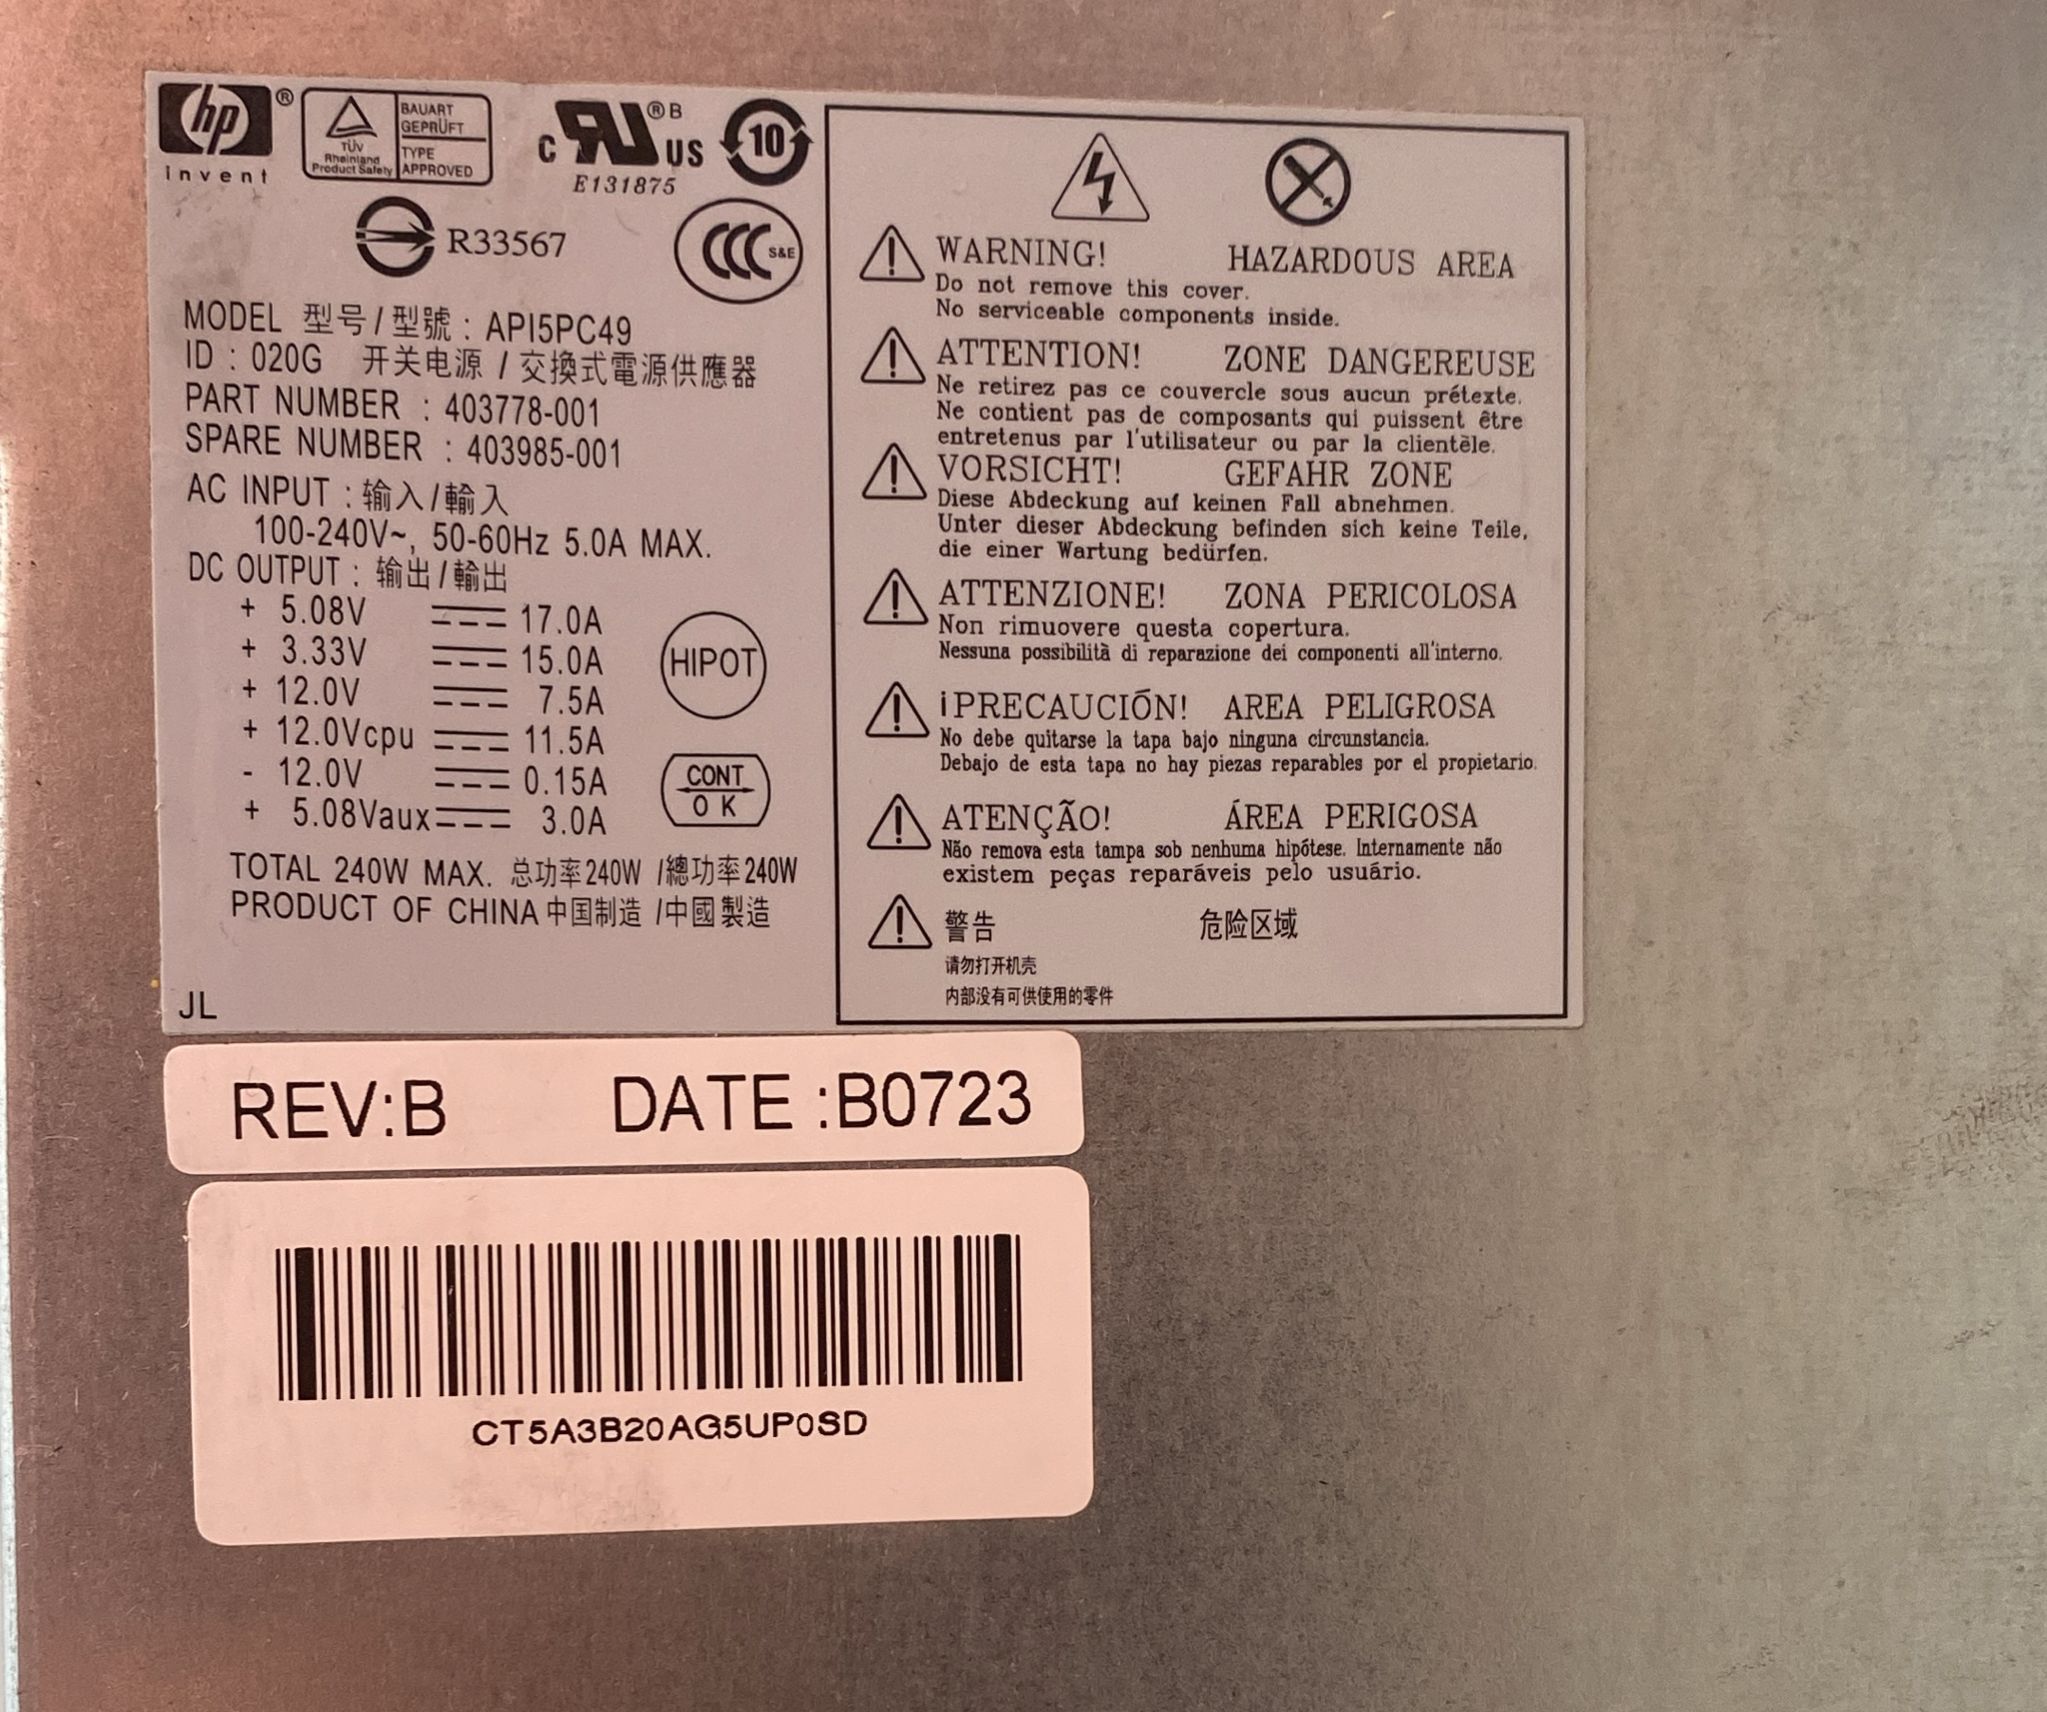 hp ®
invent
TÜV
Rheinland
Product Safety
BAUART
GEPRÜFT
TYPE
APPROVED
C RU US ® B
E131875
10
R33567
CCC S&E
MODEL 型号/型號 : API5PC49
ID : 020G 开关电源 / 交換式電源供應器
PART NUMBER : 403778-001
SPARE NUMBER : 403985-001
AC INPUT : 输入/輸入
100-240V~, 50-60Hz 5.0A MAX.
DC OUTPUT : 输出/輸出
+ 5.08V 17.0A
+ 3.33V 15.0A
+ 12.0V 7.5A
+ 12.0Vcpu 11.5A
- 12.0V 0.15A
+ 5.08Vaux 3.0A
HIPOT
CONT
OK
TOTAL 240W MAX. 总功率240W /總功率240W
PRODUCT OF CHINA 中国制造 /中國製造
JL
WARNING! HAZARDOUS AREA
Do not remove this cover.
No serviceable components inside.
ATTENTION! ZONE DANGEREUSE
Ne retirez pas ce couvercle sous aucun prétexte.
Ne contient pas de composants qui puissent être
entretenus par l'utilisateur ou par la clientèle.
VORSICHT! GEFAHR ZONE
Diese Abdeckung auf keinen Fall abnehmen.
Unter dieser Abdeckung befinden sich keine Teile,
die einer Wartung bedürfen.
ATTENZIONE! ZONA PERICOLOSA
Non rimuovere questa copertura.
Nessuna possibilità di reparazione dei componenti all'interno.
¡PRECAUCIÓN! AREA PELIGROSA
No debe quitarse la tapa bajo ninguna circunstancia.
Debajo de esta tapa no hay piezas reparables por el propietario.
ATENÇÃO! ÁREA PERIGOSA
Não remova esta tampa sob nenhuma hipótese. Internamente não
existem peças reparáveis pelo usuário.
警告 危险区域
请勿打开机壳
内部没有可供使用的零件
REV:B DATE :B0723
CT5A3B20AG5UP0SD